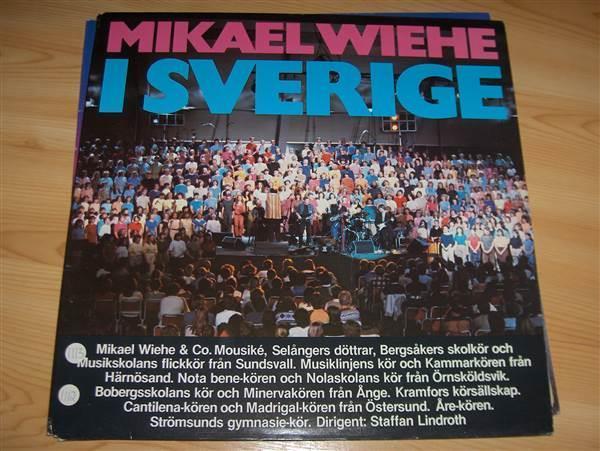 MIKAEL WIEHE
I SVERIGE
Mikael Wiehe & Co. Mousiké, Selångers döttrar, Bergsåkers skolkör och
Musikskolans flickkör från Sundsvall. Musiklinjens kör och Kammarkören från
Härnösand. Nota bene-kören och Nolaskolans kör från Örnsköldsvik.
Bobergsskolans kör och Minervakören från Ånge. Kramfors körsällskap.
Cantilena-kören och Madrigal-kören från Östersund. Åre-kören.
Strömsunds gymnasie-kör. Dirigent: Staffan Lindroth